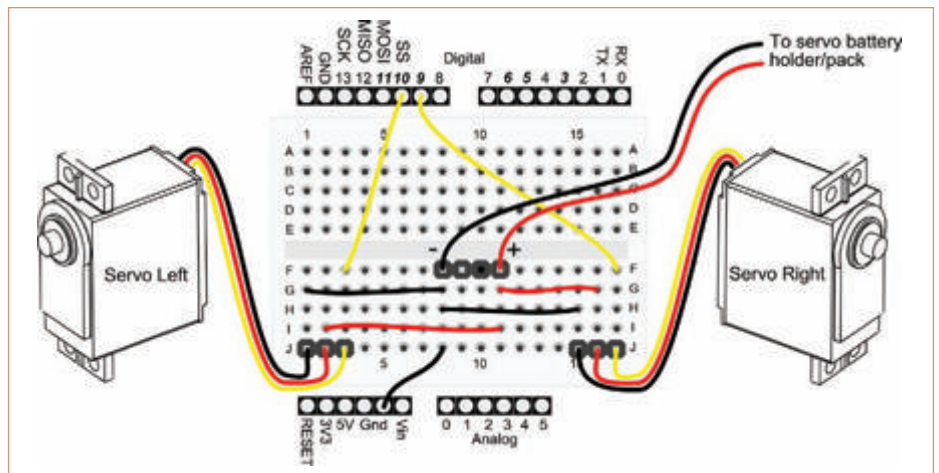 AREF
GND
SCK
13
MISO
12
MOSI
11
SS
10
9
8
Digital
7 6 5 4 3 2
TX
1
RX
0
To servo battery
holder/pack
1 5 10 15
A A
B B
C C
D D
E E
- +
Servo Left
Servo Right
F F
G G
H H
I I
J J
5 10 1
RESET
3V3
5V
Gnd
Vin
0 1 2 3 4 5
Analog